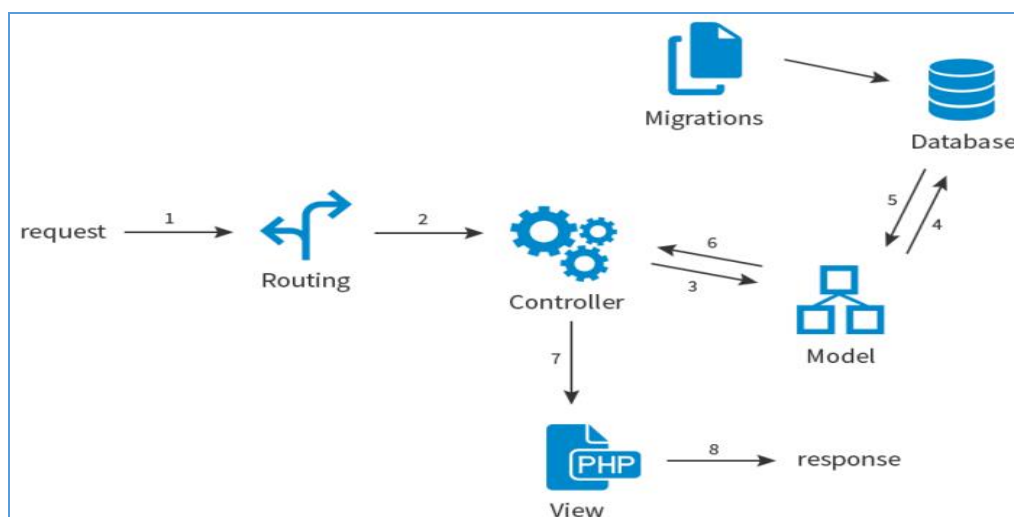 Migrations
Database
5
4
request
1
Routing
2
Controller
6
3
Model
7
PHP
View
8
response